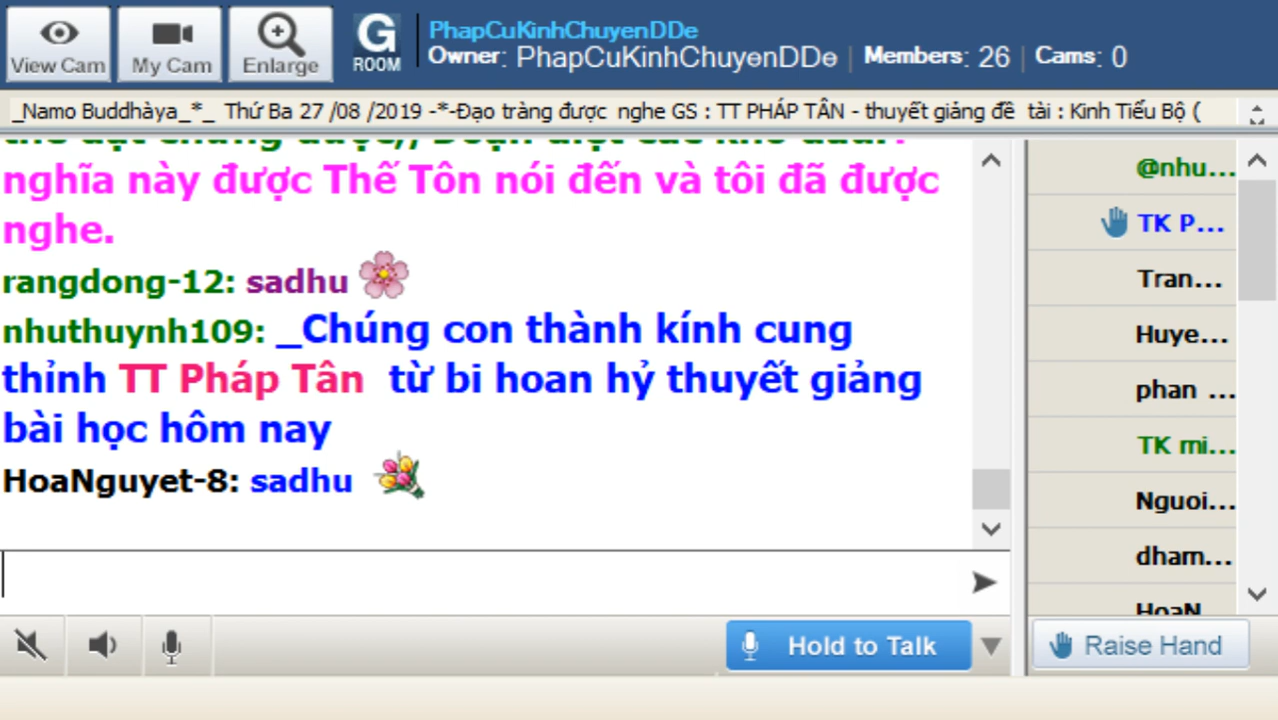 View Cam
My Cam
Enlarge
G
ROOM
PhapCuKinhChuyenDDe
Owner: PhapCuKinhChuyenDDe | Members: 26 | Cams: 0
_Namo Buddhàya_*_ Thứ Ba 27 /08 /2019 -*-Đạo tràng được nghe GS : TT PHÁP TÂN - thuyết giảng đề tài : Kinh Tiểu Bộ (
nghĩa này được Thế Tôn nói đến và tôi đã được
nghe.
rangdong-12: sadhu
nhuthuynh109: _Chúng con thành kính cung
thỉnh TT Pháp Tân từ bi hoan hỷ thuyết giảng
bài học hôm nay
HoaNguyet-8: sadhu
@nhu...
TK P...
Tran...
Huye...
phan ...
TK mi...
Nguoi...
dham...
HoaN
Hold to Talk
Raise Hand